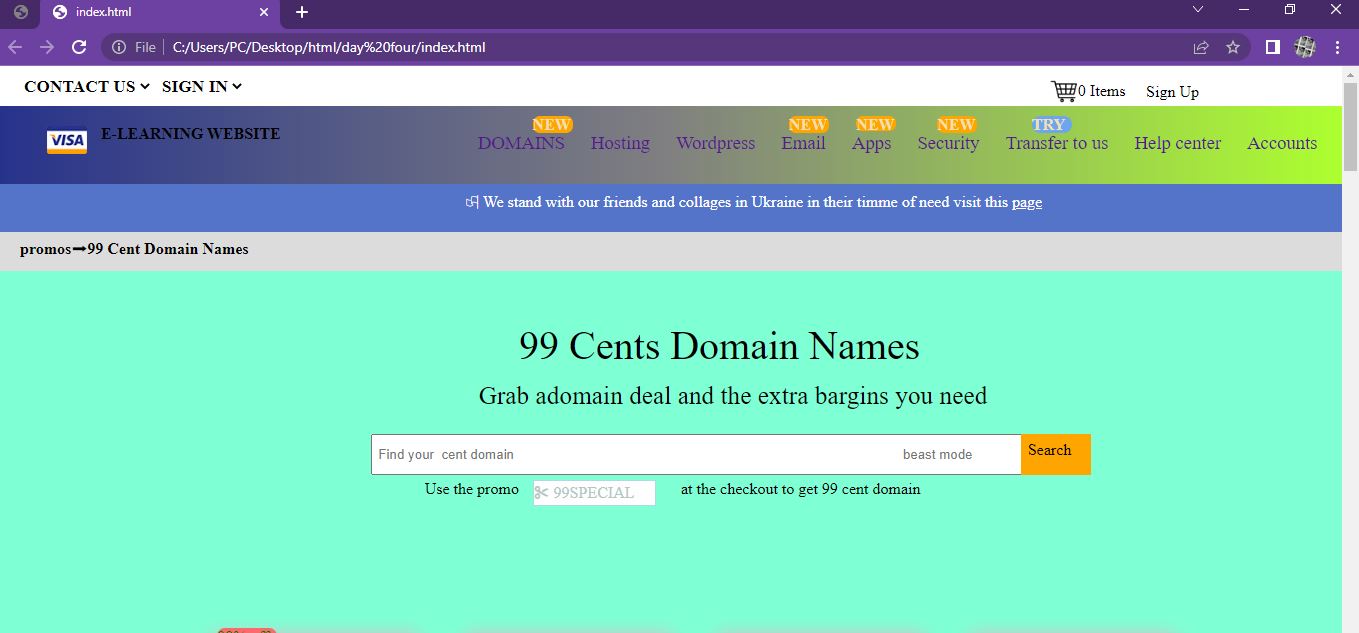 index.html
File C:/Users/PC/Desktop/html/day%20four/index.html
CONTACT US SIGN IN 0 Items Sign Up
VISA E-LEARNING WEBSITE
NEW NEW NEW NEW TRY
DOMAINS Hosting Wordpress Email Apps Security Transfer to us Help center Accounts
We stand with our friends and collages in Ukraine in their timme of need visit this page
promos➞99 Cent Domain Names
99 Cents Domain Names
Grab adomain deal and the extra bargins you need
Find your cent domain beast mode Search
Use the promo 99SPECIAL at the checkout to get 99 cent domain